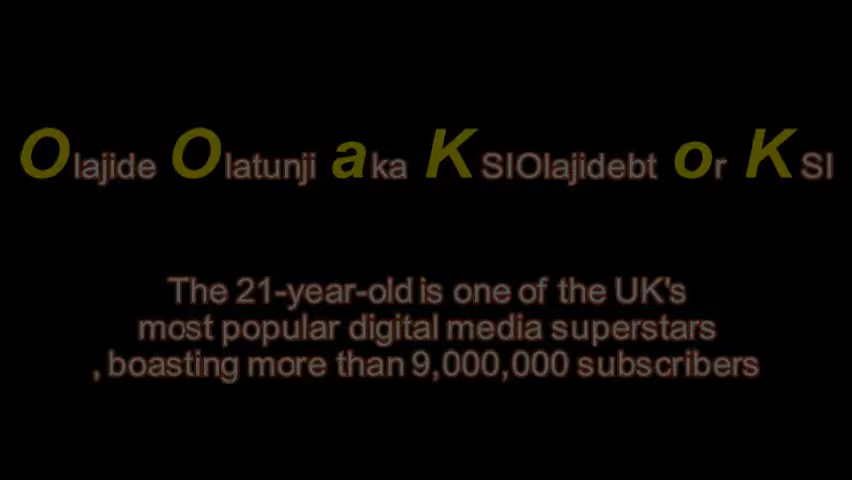 Olajide Olatunji aka KSIOlajidebt or KSI
The 21-year-old is one of the UK's
most popular digital media superstars
, boasting more than 9,000,000 subscribers